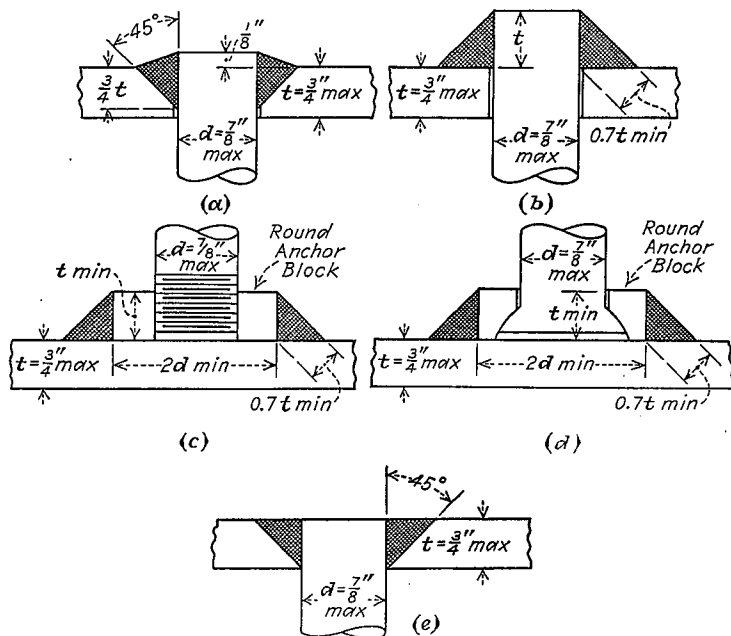 45°
1/8"
3/4 t
t=3/4" max
d=7/8"
max
(a)
t
t=3/4" max
d=7/8"
max
0.7t min
(b)
d=7/8"
max
Round
Anchor
Block
t min
t=3/4" max
2d min
0.7t min
(c)
d=7/8"
max
Round
Anchor
Block
t min
t=3/4" max
2d min
0.7t min
(d)
45°
t=3/4" max
d=7/8"
max
(e)